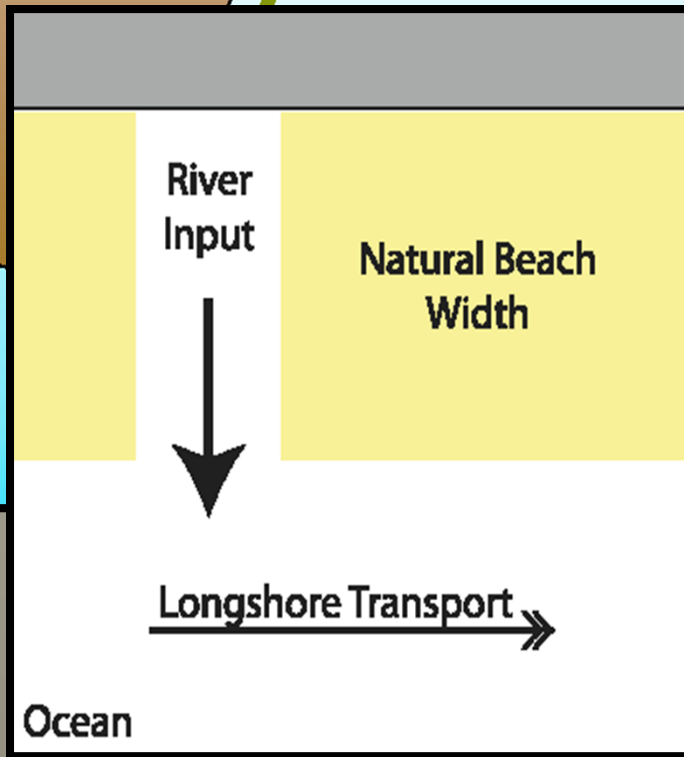 River
Input
Natural Beach
Width
Longshore Transport
Ocean